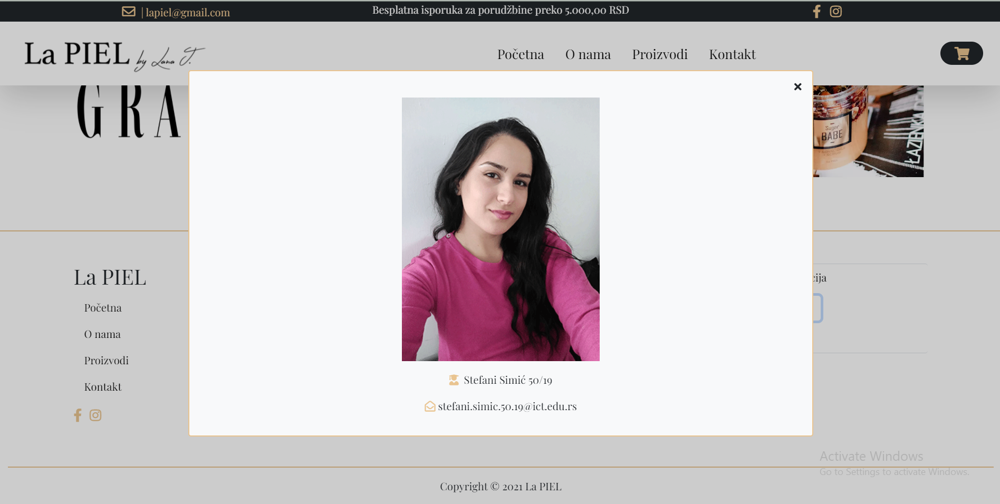 | lapiel@gmail.com
Besplatna isporuka za porudžbine preko 5.000,00 RSD
La PIEL by Lana J.
Početna
O nama
Proizvodi
Kontakt
GRA
Sugar
BABE
ŁAZIENKA
Stefani Simić 50/19
stefani.simic.50.19@ict.edu.rs
La PIEL
Početna
O nama
Proizvodi
Kontakt
cija
Activate Windows
Go to Settings to activate Windows.
Copyright © 2021 La PIEL